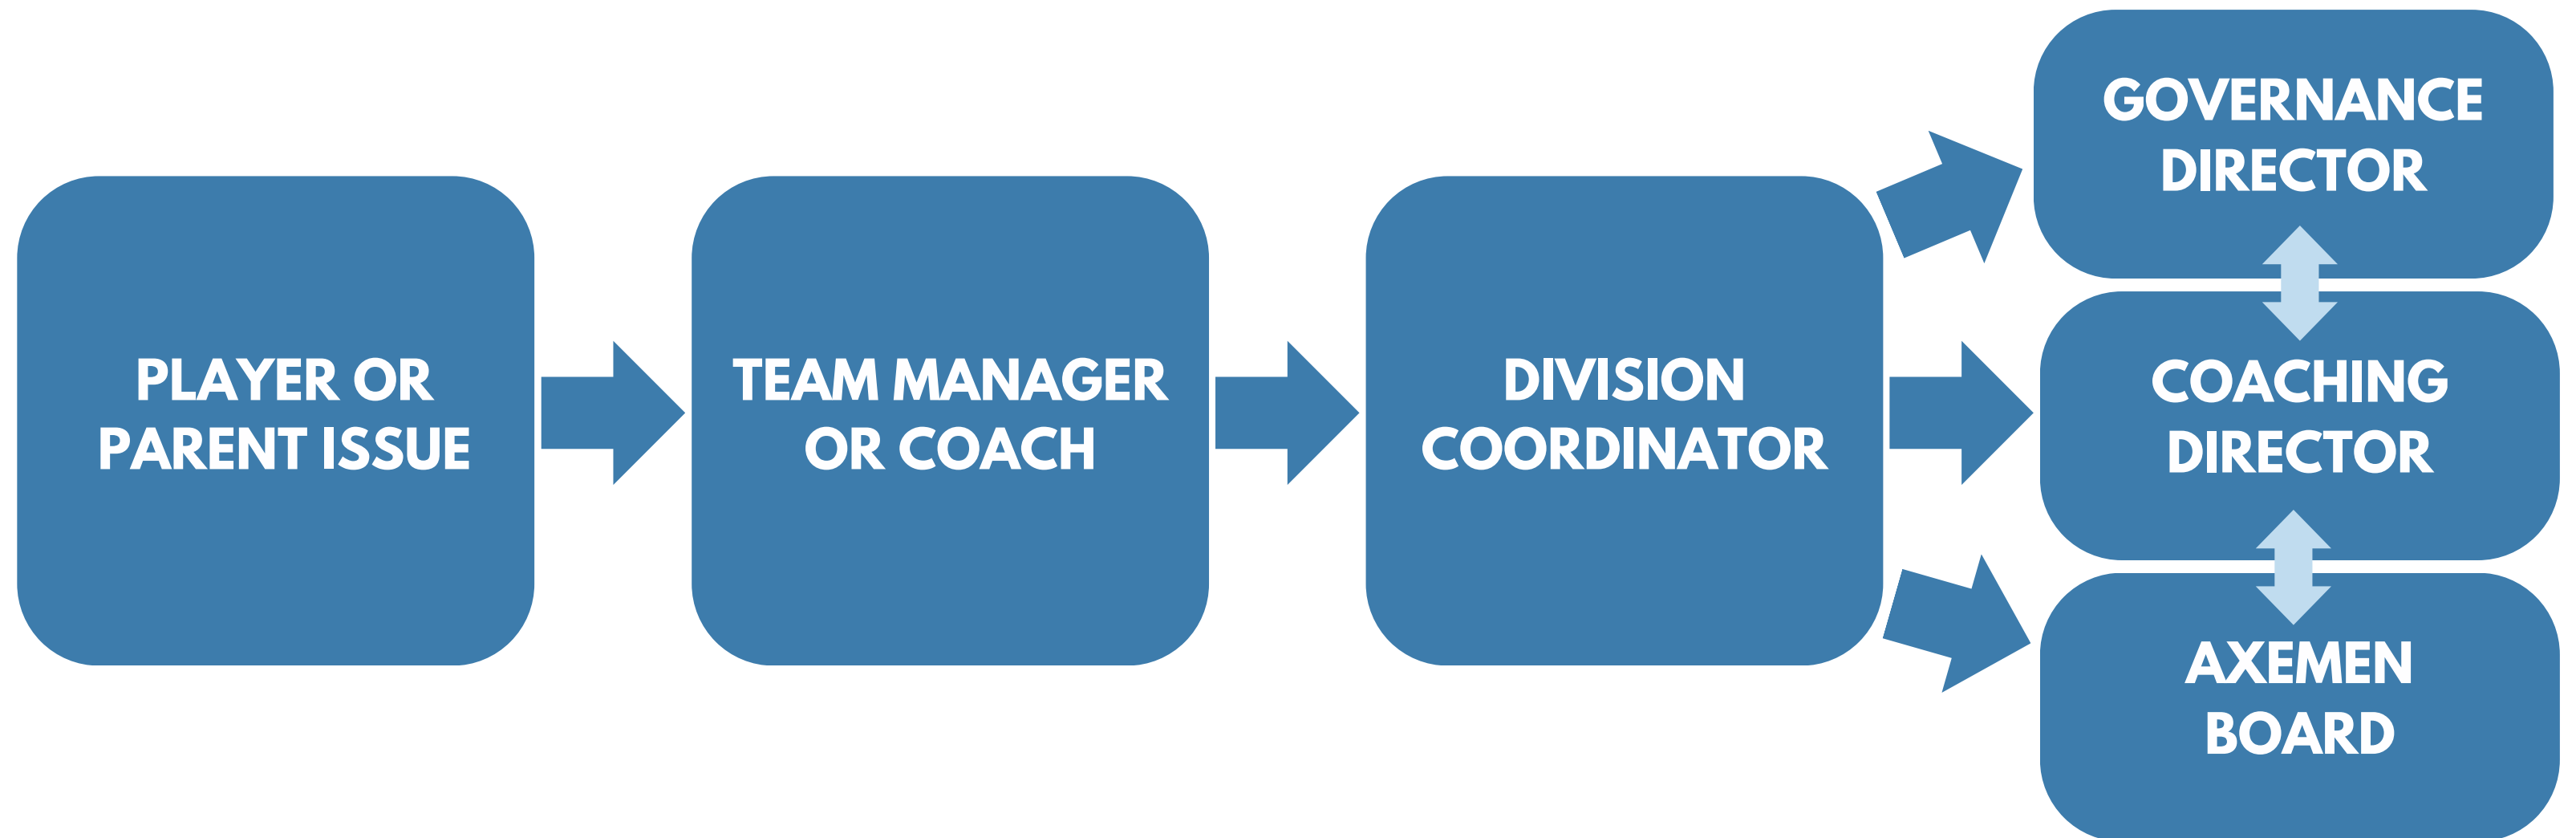 PLAYER OR
PARENT ISSUE
TEAM MANAGER
OR COACH
DIVISION
COORDINATOR
GOVERNANCE
DIRECTOR
COACHING
DIRECTOR
AXEMEN
BOARD